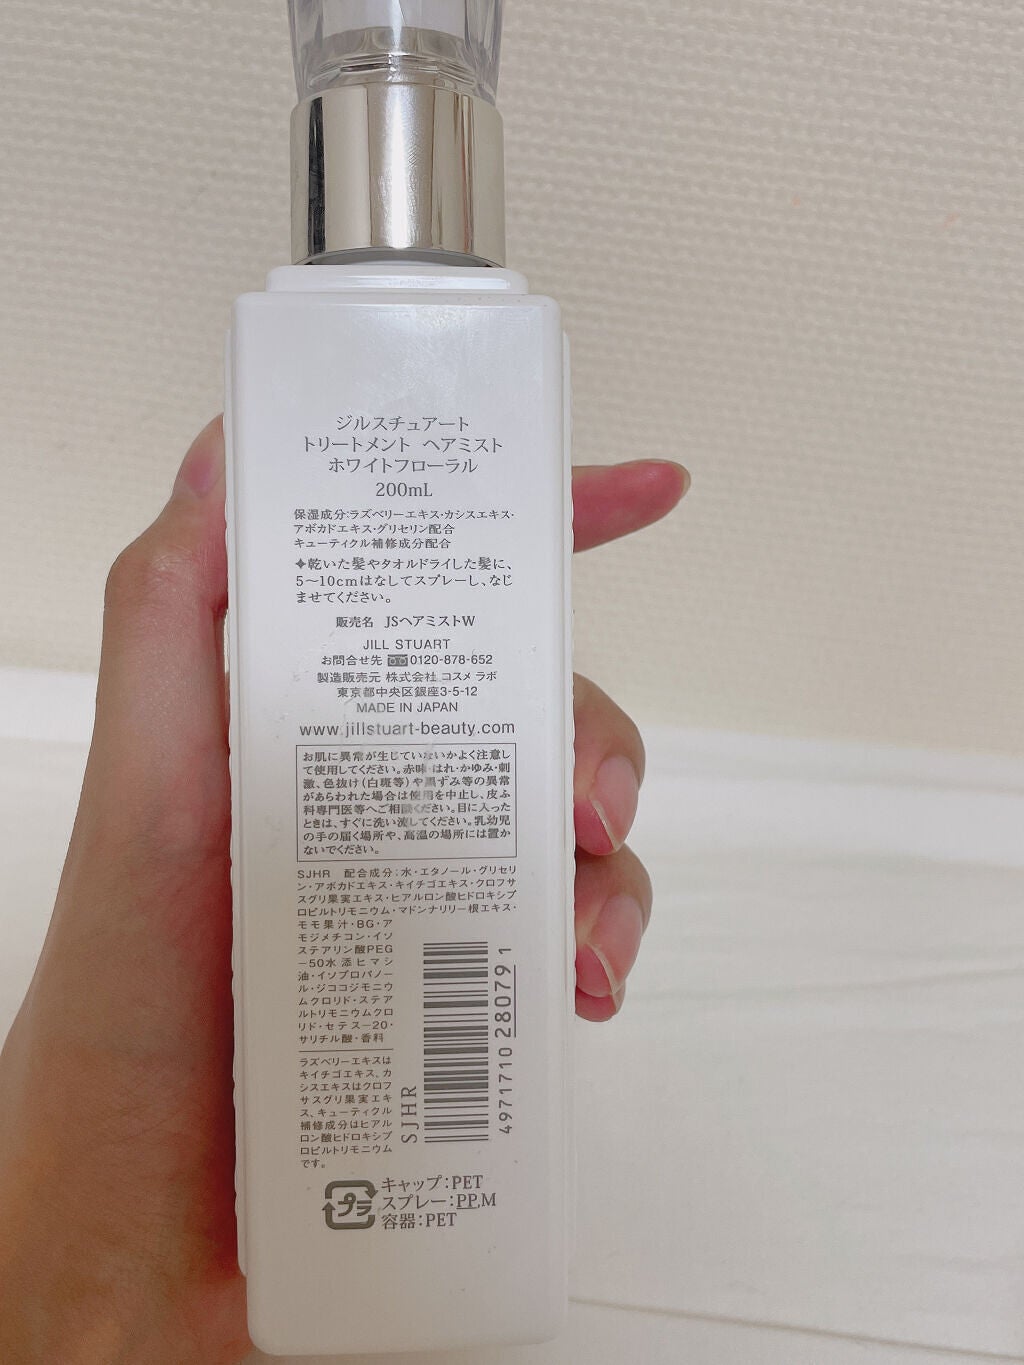 ジルスチュアート
トリートメント ヘアミスト
ホワイトフローラル
200mL
保湿成分:ラズベリーエキス・カシスエキス・
アボカドエキス・グリセリン配合
キューティクル補修成分配合
✦乾いた髪やタオルドライした髪に、
5〜10cmはなしてスプレーし、なじ
ませてください。
販売名 JSヘアミストW
JILL STUART
お問合せ先 0120-878-652
製造販売元 株式会社 コスメ ラボ
東京都中央区銀座3-5-12
MADE IN JAPAN
www.jillstuart-beauty.com
お肌に異常が生じていないかよく注意し
て使用してください。赤味・はれ・かゆみ・刺
激、色抜け(白斑等)や黒ずみ等の異常
があらわれた場合は使用を中止し、皮ふ
科専門医等へご相談ください。目に入った
ときは、すぐに洗い流してください。乳幼児
の手の届く場所や、高温の場所には置か
ないでください。
SJHR 配合成分:水・エタノール・グリセリ
ン・アボカドエキス・キイチゴエキス・クロフサ
スグリ果実エキス・ヒアルロン酸ヒドロキシプ
ロピルトリモニウム・マドンナリリー根エキス・
モモ果汁・BG・ア
モジメチコン・イソ
ステアリン酸PEG
-50水添ヒマシ
油・イソプロパノー
ル・ジココジモニウ
ムクロリド・ステア
ルトリモニウムクロ
リド・セテス-20・
サリチル酸・香料
ラズベリーエキスは
キイチゴエキス、カ
シスエキスはクロフ
サスグリ果実エキ
ス、キューティクル
補修成分はヒアル
ロン酸ヒドロキシプ
ロピルトリモニウム
です。
SJHR
4971710 280791
プラ
キャップ:PET
スプレー:PP,M
容器:PET